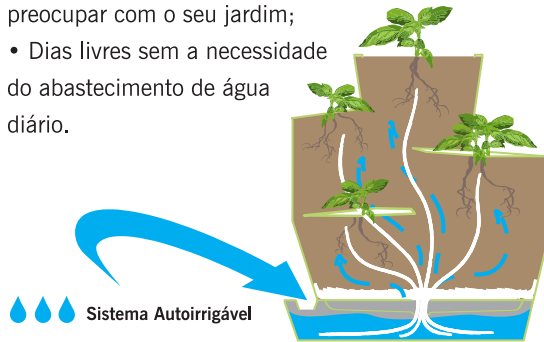 preocupar com o seu jardim;
• Dias livres sem a necessidade
do abastecimento de água
diário.
Sistema Autoirrigável